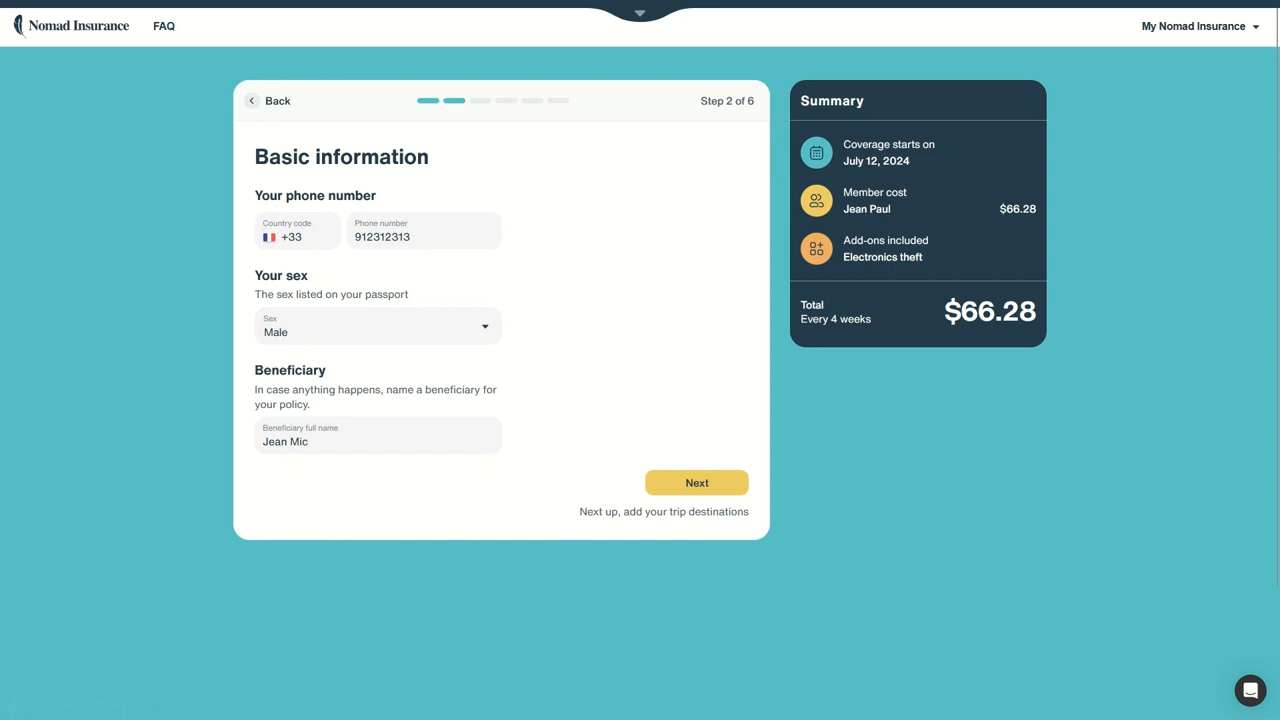 Nomad Insurance
FAQ
My Nomad Insurance
Back
Step 2 of 6
Basic information
Your phone number
Country code
+33
Phone number
912312313
Your sex
The sex listed on your passport
Sex
Male
Beneficiary
In case anything happens, name a beneficiary for
your policy.
Beneficiary full name
Jean Mic
Next
Next up, add your trip destinations
Summary
Coverage starts on
July 12, 2024
Member cost
Jean Paul
$66.28
Add-ons included
Electronics theft
Total
Every 4 weeks
$66.28